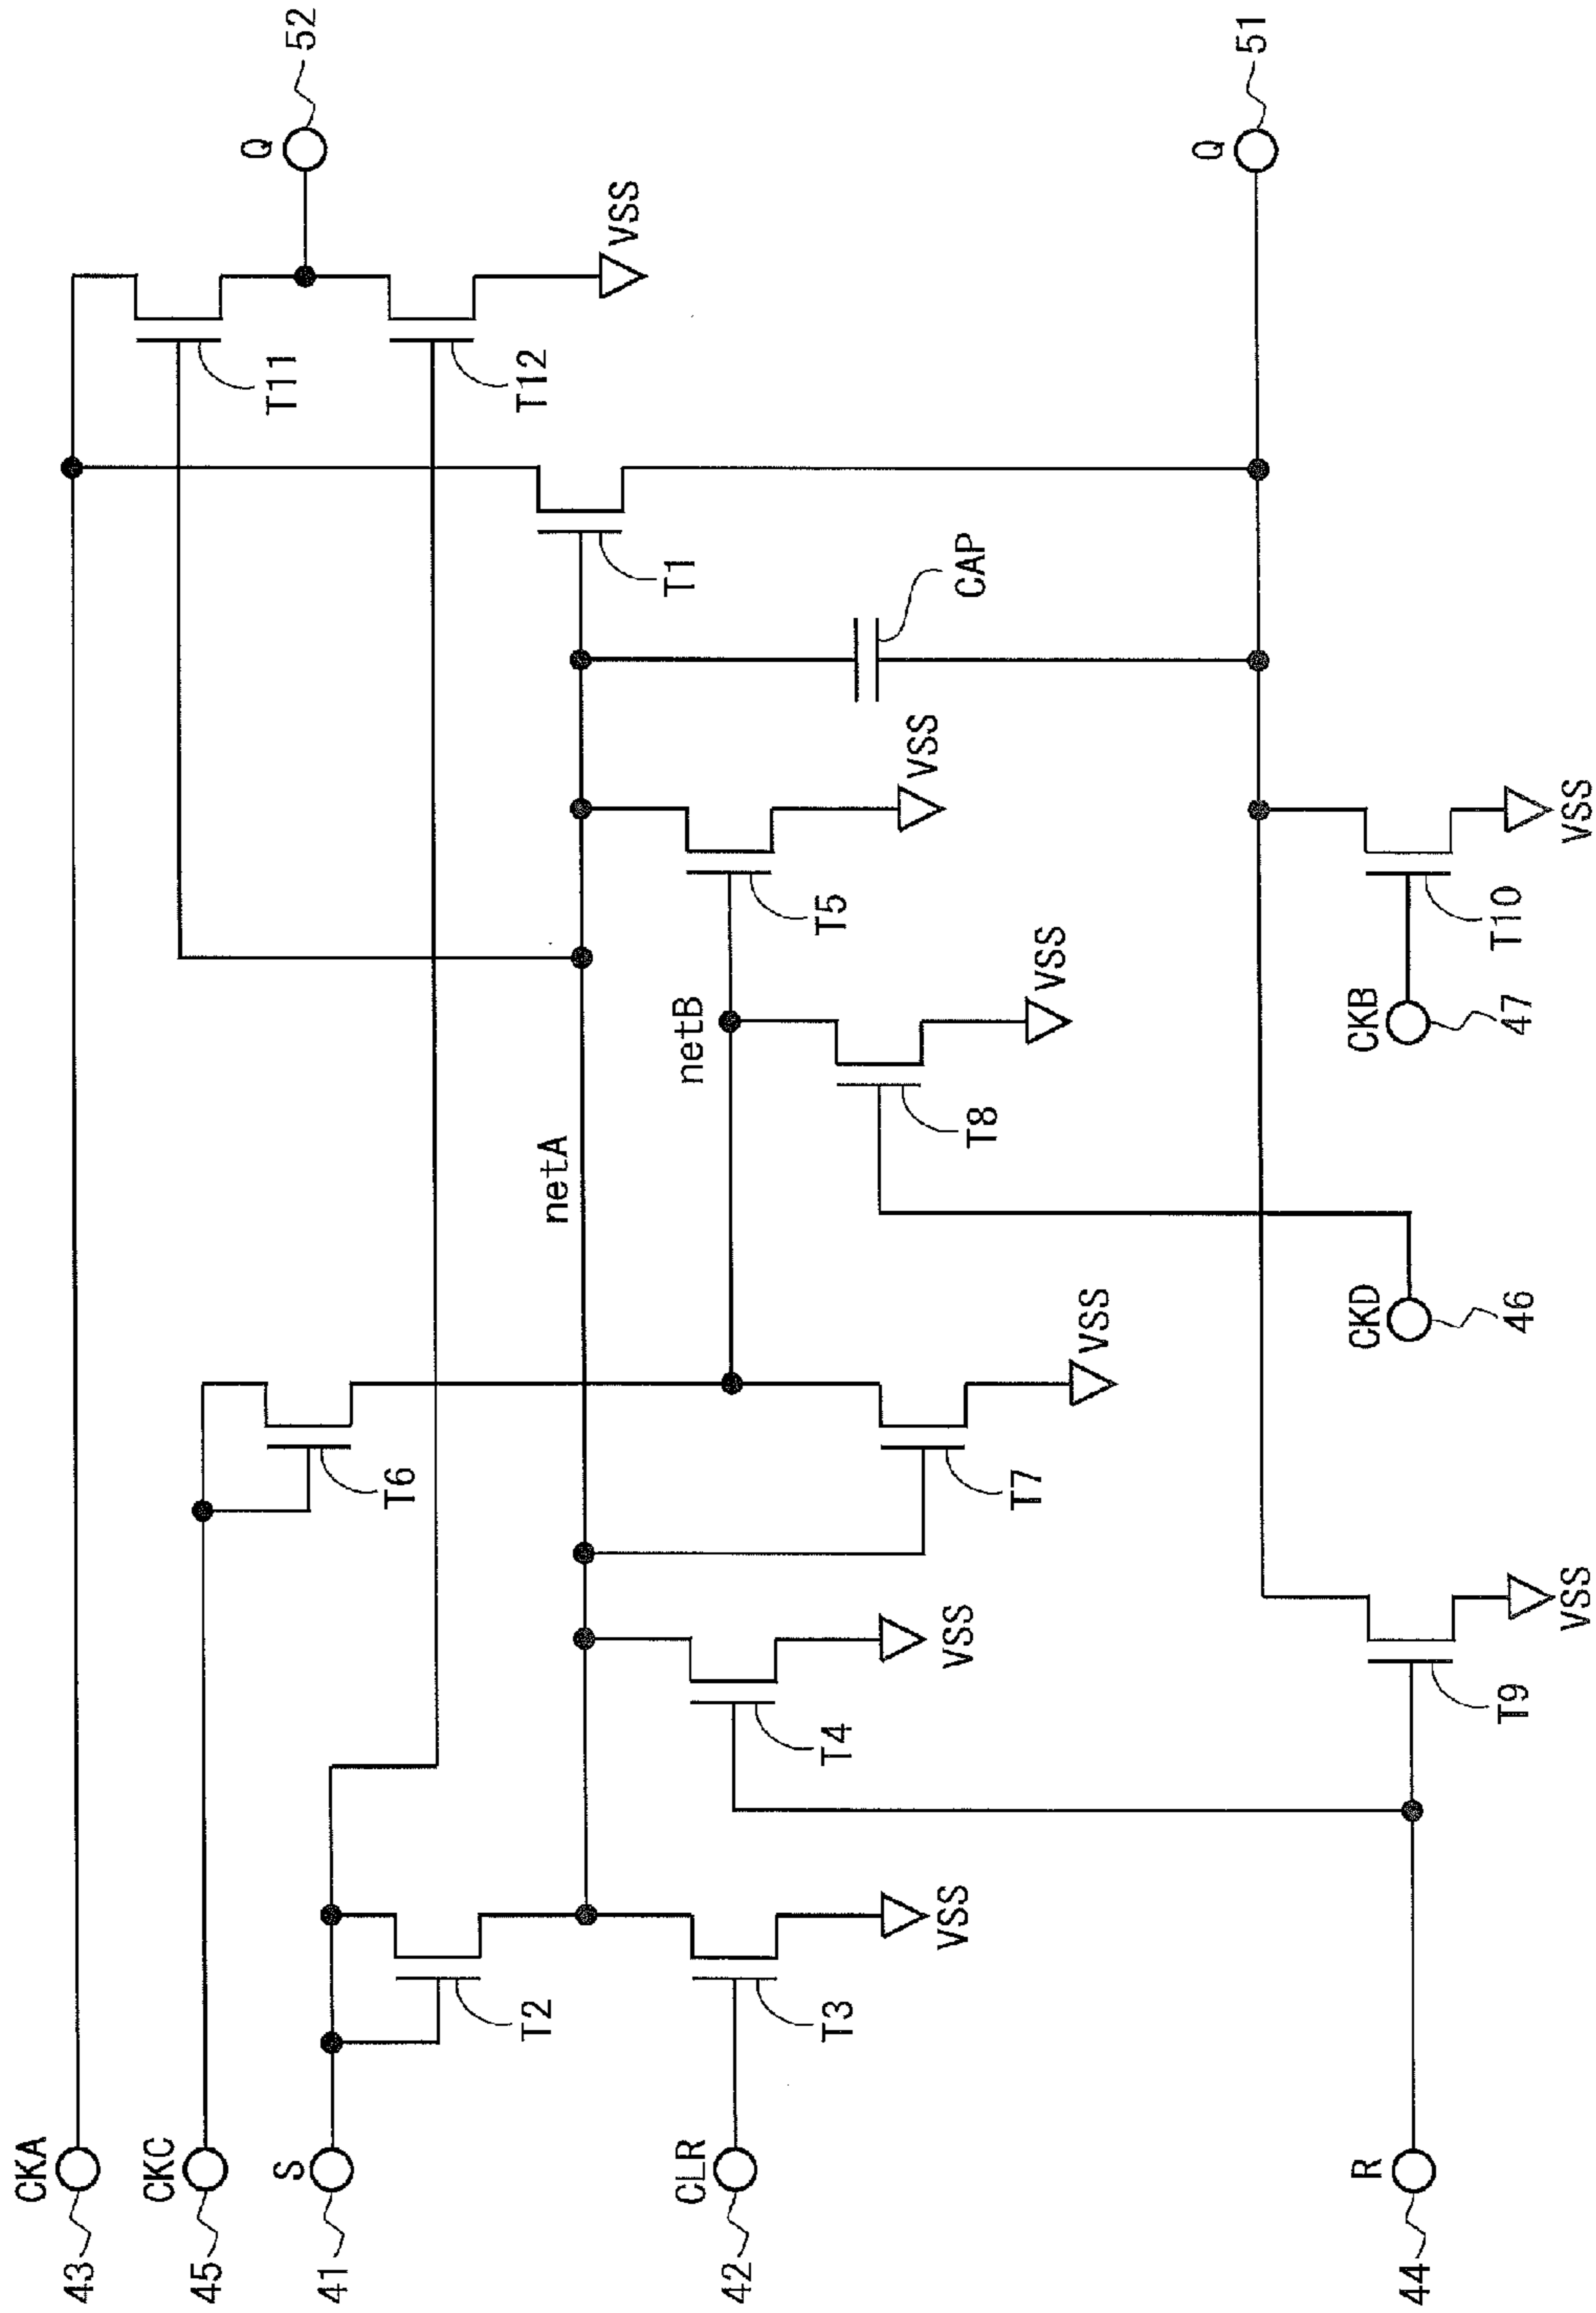 CKA
43
CKC
45
S
41
CLR
42
R
44
T2
T3
T4
T9
T6
T7
VSS
VSS
VSS
VSS
netA
netB
CKD
46
T8
VSS
T5
VSS
CKB
47
T10
VSS
CAP
T1
T11
T12
VSS
Q
52
Q
51